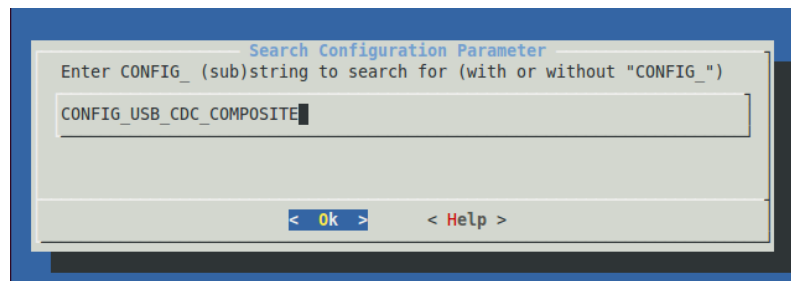 Search Configuration Parameter
Enter CONFIG_ (sub)string to search for (with or without "CONFIG_")
CONFIG_USB_CDC_COMPOSITE
< Ok > < Help >